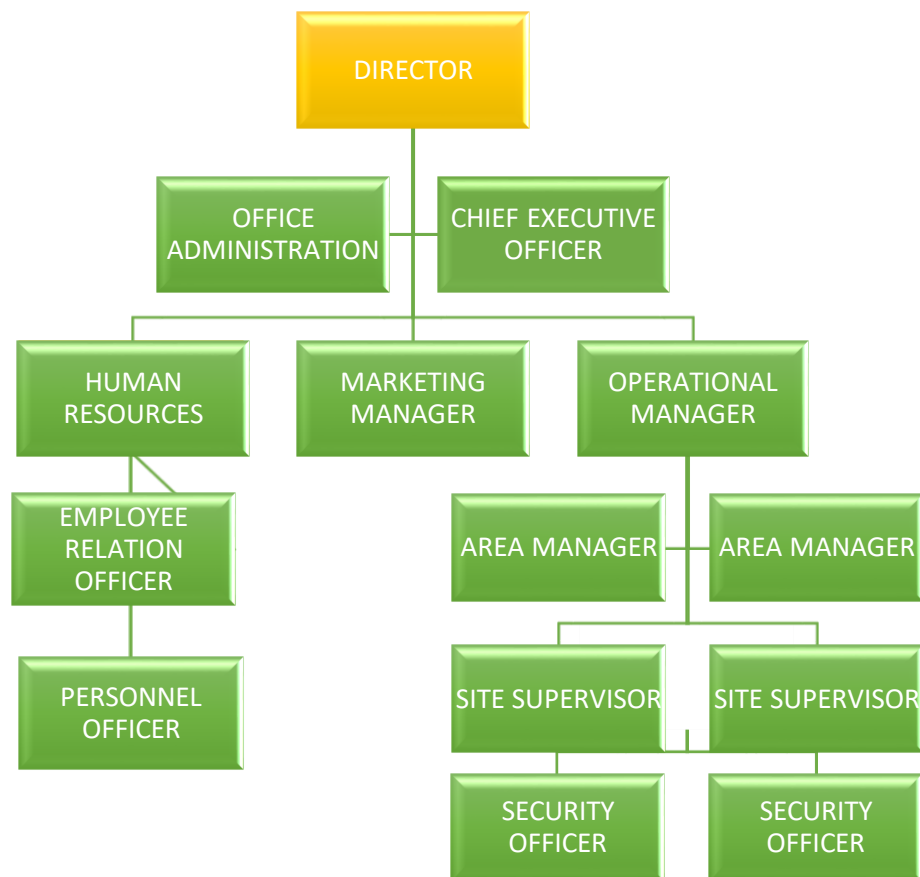 DIRECTOR
OFFICE
ADMINISTRATION
CHIEF EXECUTIVE
OFFICER
HUMAN
RESOURCES
MARKETING
MANAGER
OPERATIONAL
MANAGER
EMPLOYEE
RELATION
OFFICER
AREA MANAGER
AREA MANAGER
PERSONNEL
OFFICER
SITE SUPERVISOR
SITE SUPERVISOR
SECURITY
OFFICER
SECURITY
OFFICER